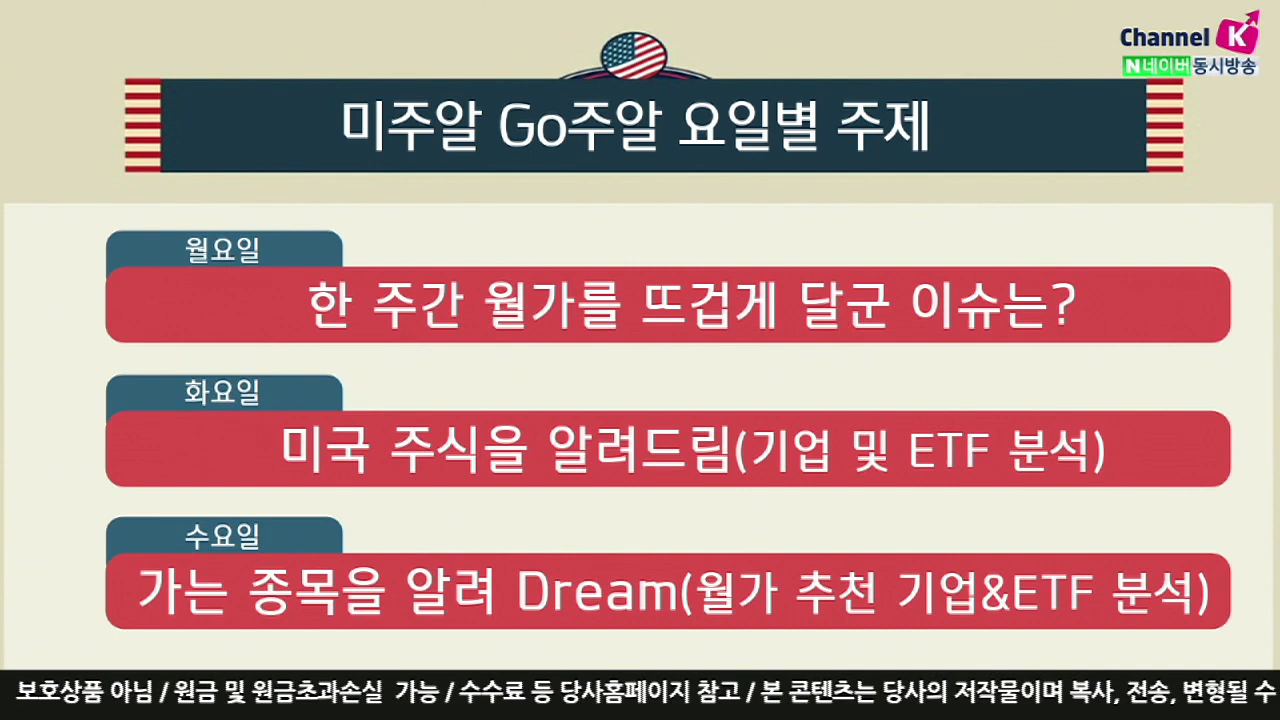 Channel K
N네이버동시방송
미주알 Go주알 요일별 주제
월요일
한 주간 월가를 뜨겁게 달군 이슈는?
화요일
미국 주식을 알려드림(기업 및 ETF 분석)
수요일
가는 종목을 알려 Dream(월가 추천 기업&ETF 분석)
보호상품 아님 / 원금 및 원금초과손실 가능 / 수수료 등 당사홈페이지 참고 / 본 콘텐츠는 당사의 저작물이며 복사, 전송, 변형될 수